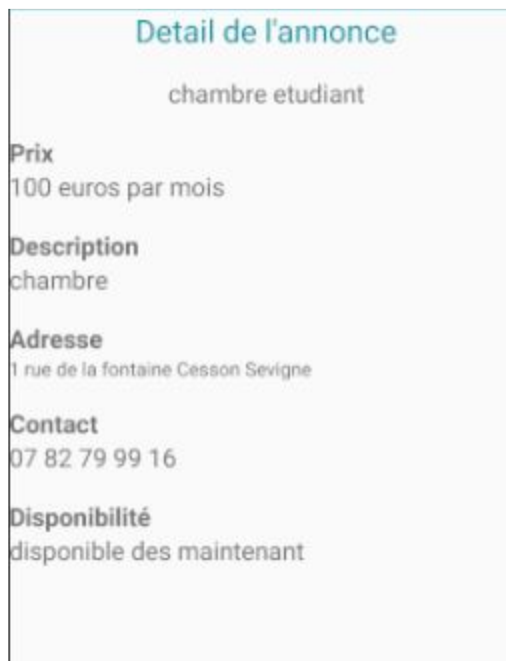 Detail de l'annonce
chambre etudiant
Prix
100 euros par mois
Description
chambre
Adresse
1 rue de la fontaine Cesson Sevigne
Contact
07 82 79 99 16
Disponibilité
disponible des maintenant